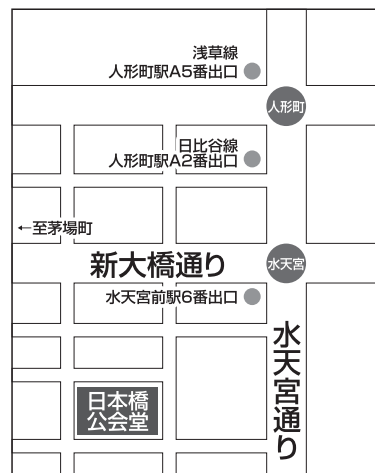 浅草線
人形町駅A5番出口
人形町
日比谷線
人形町駅A2番出口
←至茅場町
新大橋通り
水天宮
水天宮前駅6番出口
水天宮通り
日本橋
公会堂